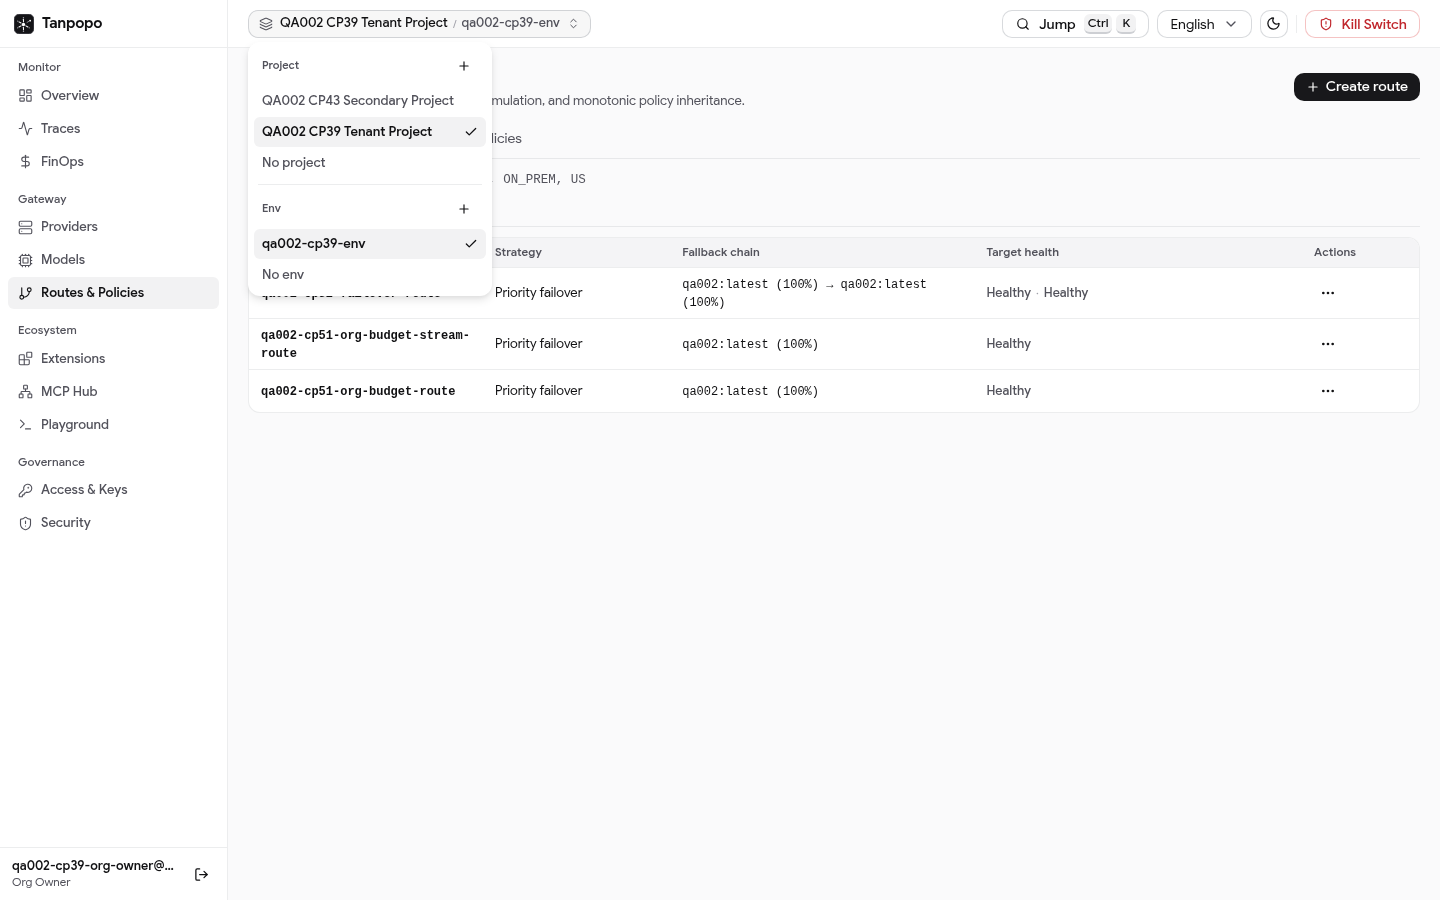 Tanpopo
QA002 CP39 Tenant Project / qa002-cp39-env
Jump Ctrl K
English
Kill Switch
Monitor
Overview
Traces
FinOps
Gateway
Providers
Models
Routes & Policies
Ecosystem
Extensions
MCP Hub
Playground
Governance
Access & Keys
Security
qa002-cp39-org-owner@...
Org Owner
Project
QA002 CP43 Secondary Project
QA002 CP39 Tenant Project
No project
Env
qa002-cp39-env
No env
Create route
mulation, and monotonic policy inheritance.
licies
ON_PREM, US
Strategy Fallback chain Target health Actions
Priority failover qa002:latest (100%) → qa002:latest (100%) Healthy · Healthy
qa002-cp51-org-budget-stream-route Priority failover qa002:latest (100%) Healthy
qa002-cp51-org-budget-route Priority failover qa002:latest (100%) Healthy